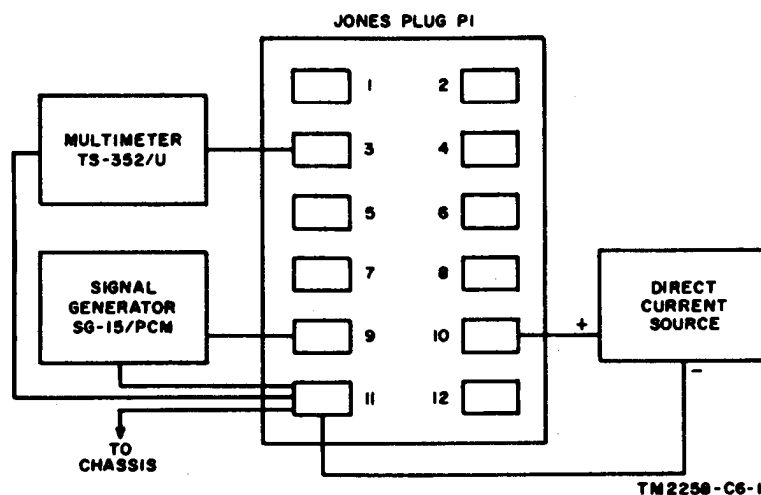 JONES PLUG P1
1
2
MULTIMETER
TS-352/U
3
4
5
6
SIGNAL
GENERATOR
SG-15/PCM
7
8
DIRECT
CURRENT
SOURCE
9
10
+
-
11
12
TO
CHASSIS
TM2258-C6-1